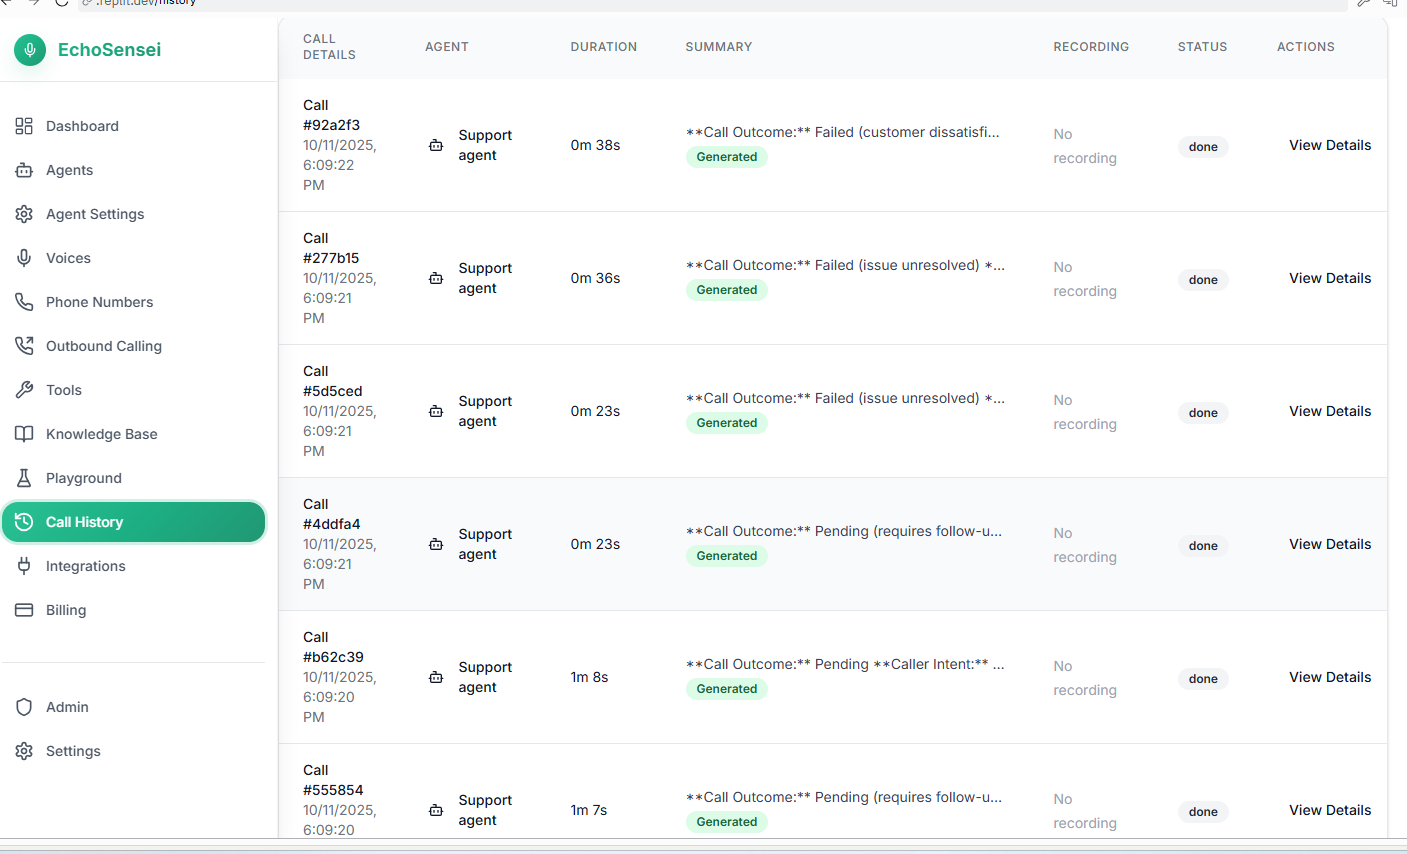 .replit.dev/history
EchoSensei
Dashboard
Agents
Agent Settings
Voices
Phone Numbers
Outbound Calling
Tools
Knowledge Base
Playground
Call History
Integrations
Billing
Admin
Settings
CALL
DETAILS
AGENT
DURATION
SUMMARY
RECORDING
STATUS
ACTIONS
Call
#92a2f3
10/11/2025,
6:09:22
PM
Support
agent
0m 38s
**Call Outcome:** Failed (customer dissatisfi...
Generated
No
recording
done
View Details
Call
#277b15
10/11/2025,
6:09:21
PM
Support
agent
0m 36s
**Call Outcome:** Failed (issue unresolved) *...
Generated
No
recording
done
View Details
Call
#5d5ced
10/11/2025,
6:09:21
PM
Support
agent
0m 23s
**Call Outcome:** Failed (issue unresolved) *...
Generated
No
recording
done
View Details
Call
#4ddfa4
10/11/2025,
6:09:21
PM
Support
agent
0m 23s
**Call Outcome:** Pending (requires follow-u...
Generated
No
recording
done
View Details
Call
#b62c39
10/11/2025,
6:09:20
PM
Support
agent
1m 8s
**Call Outcome:** Pending **Caller Intent:** ...
Generated
No
recording
done
View Details
Call
#555854
10/11/2025,
6:09:20
Support
agent
1m 7s
**Call Outcome:** Pending (requires follow-u...
Generated
No
recording
done
View Details